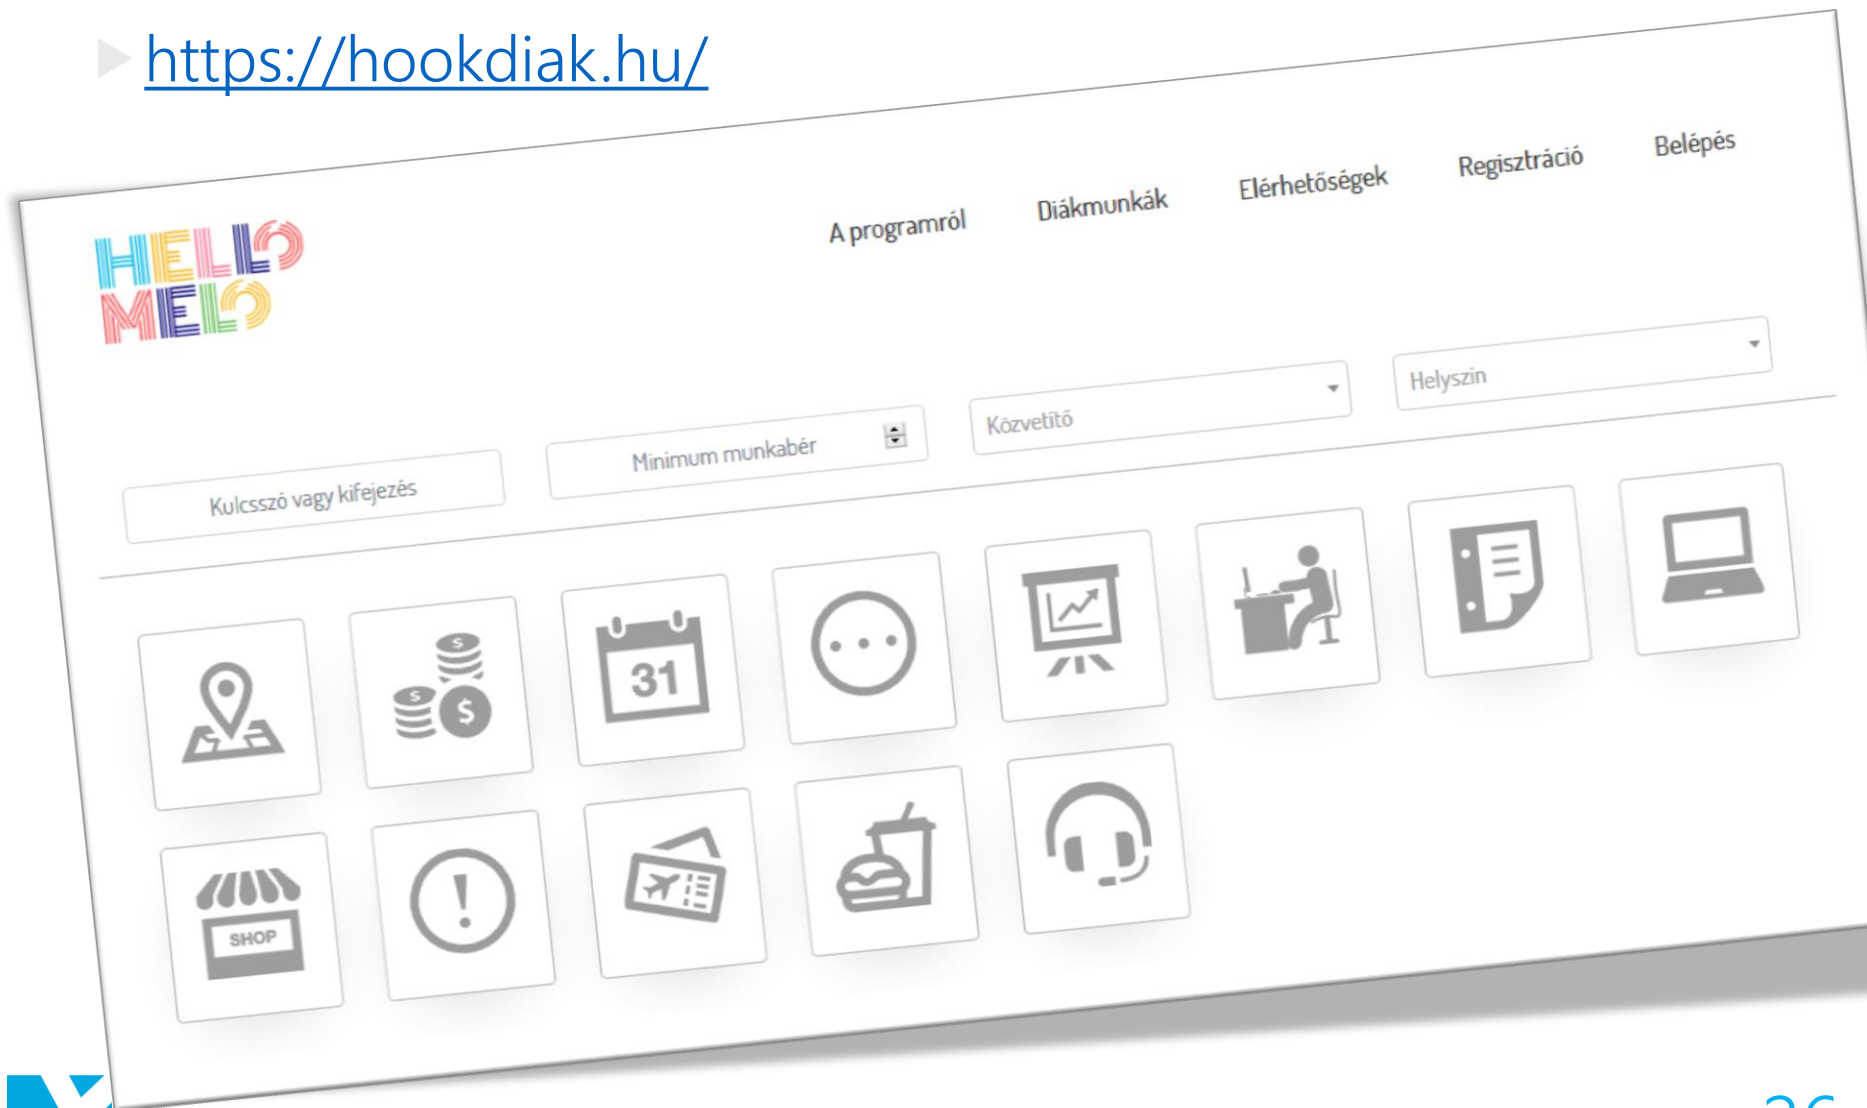 https://hookdiak.hu/
HELLO
MELO
A programról
Diákmunkák
Elérhetőségek
Regisztráció
Belépés
Kulcsszó vagy kifejezés
Minimum munkabér
Közvetítő
Helyszín
$
$
$
31
SHOP
!